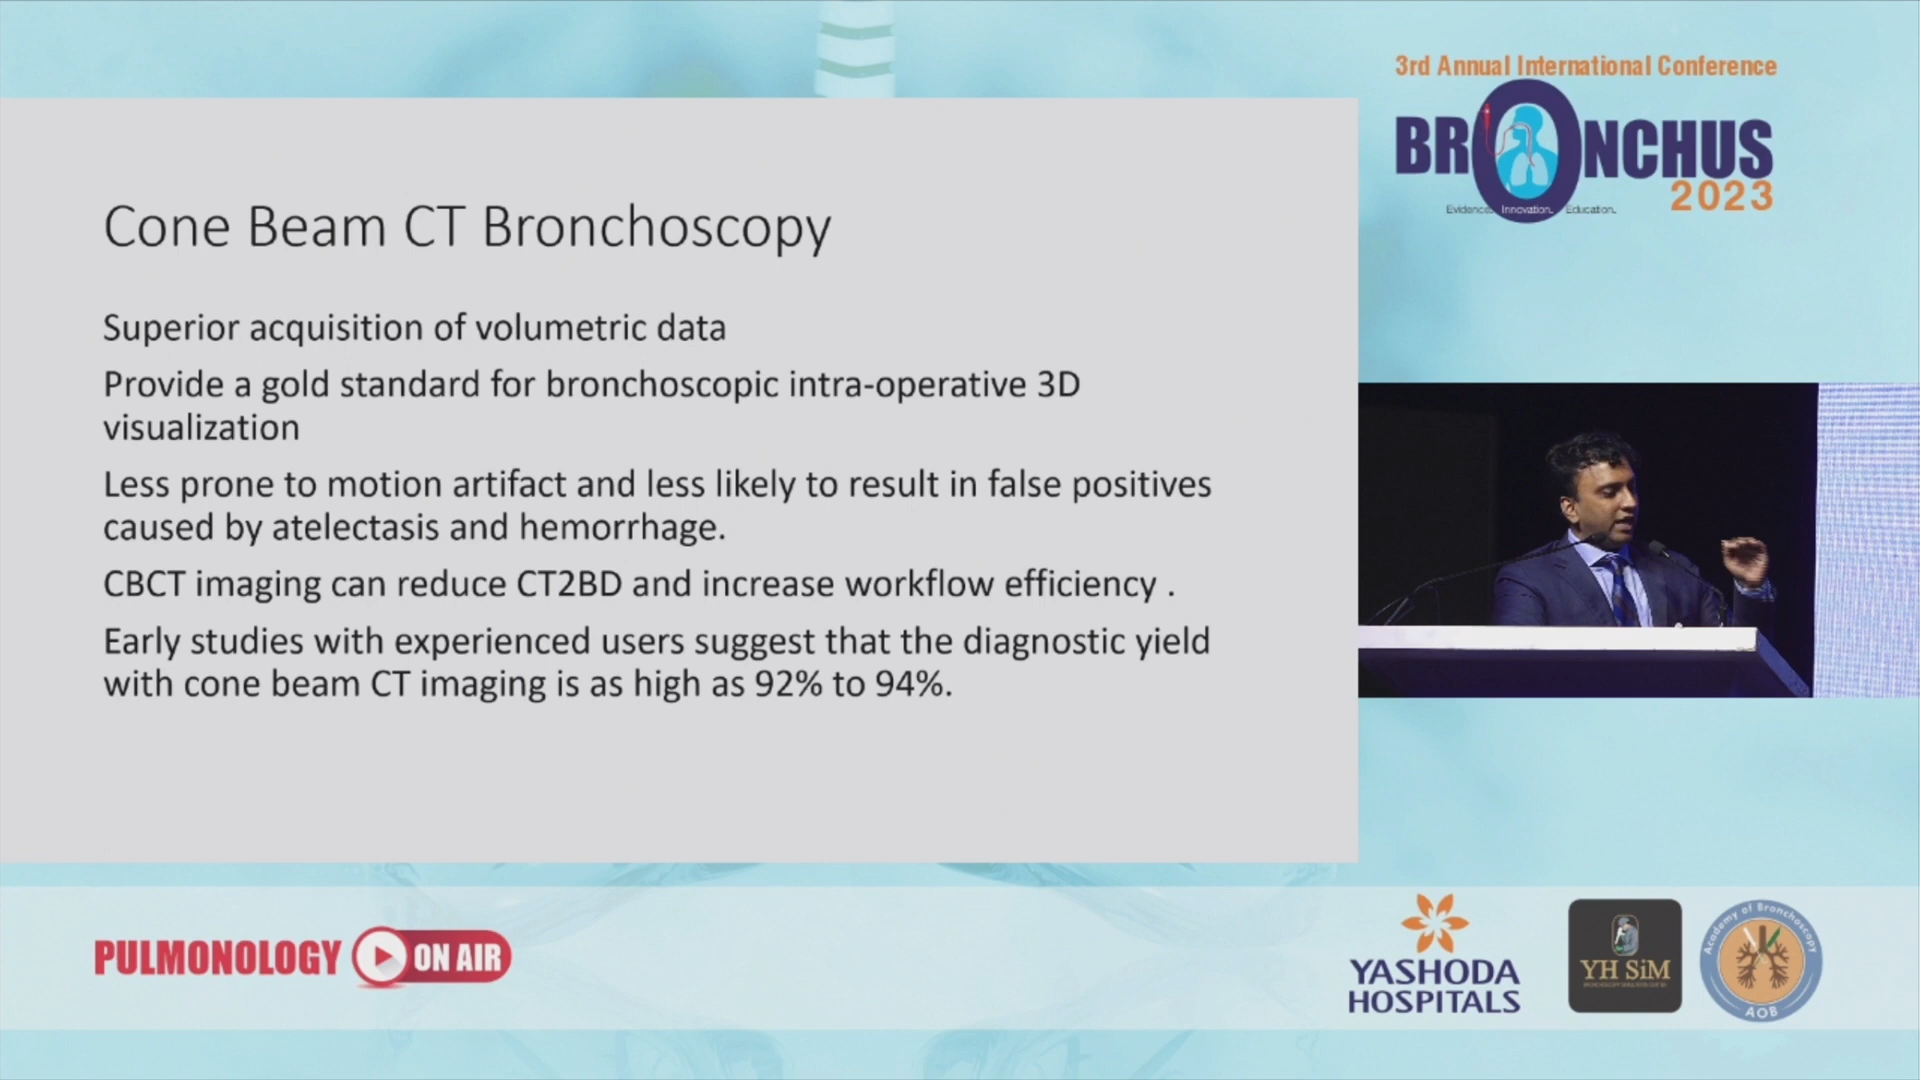 3rd Annual International Conference
BRONCHUS
2023
Evidence. Innovation. Education.
Cone Beam CT Bronchoscopy
Superior acquisition of volumetric data
Provide a gold standard for bronchoscopic intra-operative 3D
visualization
Less prone to motion artifact and less likely to result in false positives
caused by atelectasis and hemorrhage.
CBCT imaging can reduce CT2BD and increase workflow efficiency .
Early studies with experienced users suggest that the diagnostic yield
with cone beam CT imaging is as high as 92% to 94%.
PULMONOLOGY ON AIR
YASHODA
HOSPITALS
YH SiM
Academy of Bronchoscopy
AOB